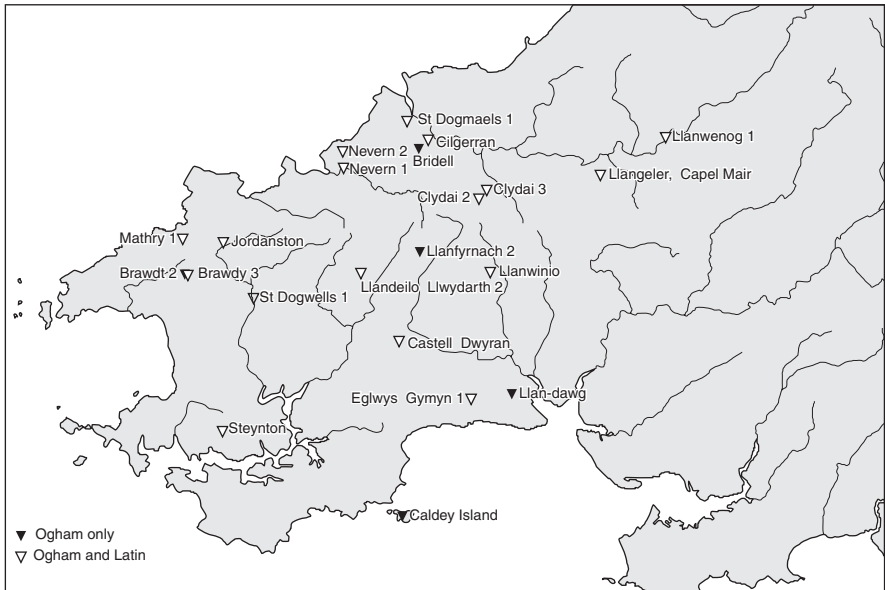 St Dogmaels 1
Cilgerran
Llanwenog 1
Nevern 2
Bridell
Nevern 1
Llangeler, Capel Mair
Clydai 3
Clydai 2
Mathry 1
Jordanston
Llanfyrnach 2
Brawdt 2
Brawdy 3
Llanwinio
Llandeilo Llwydarth 2
St Dogwells 1
Castell Dwyran
Eglwys Gymyn 1
Llan-dawg
Steynton
Caldey Island
Ogham only
Ogham and Latin